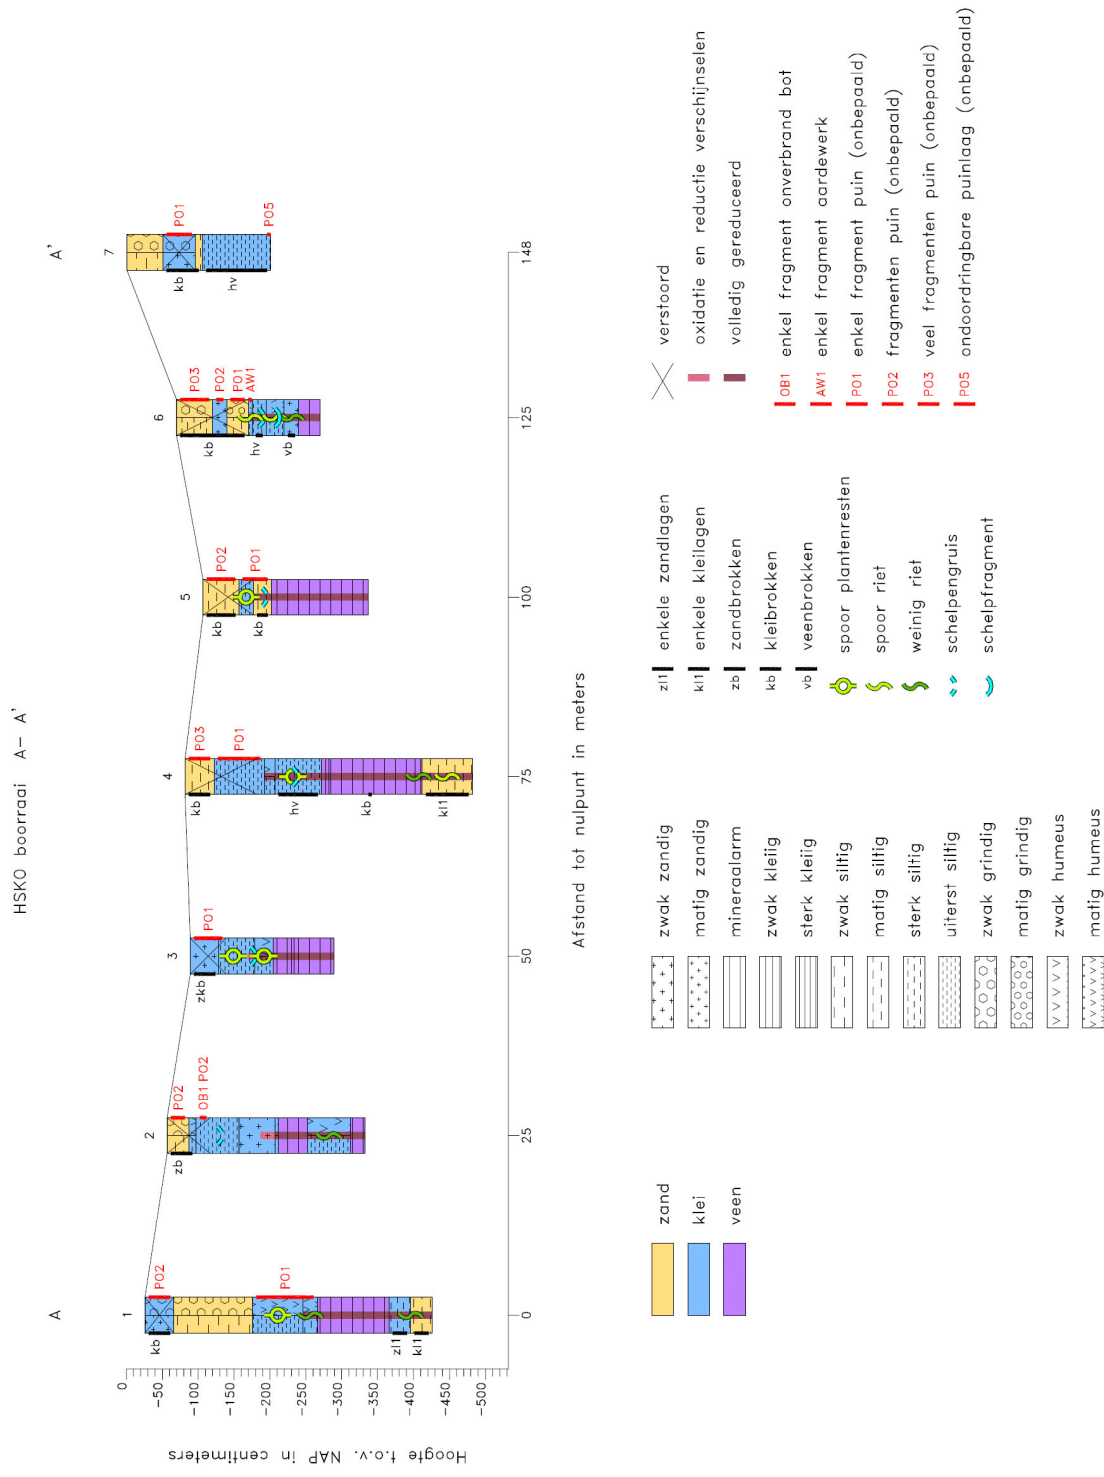 HSKO boorraai A- A'
A
A'
1
2
3
4
5
6
7
kb
PO2
PO1
zl1
kl1
zb
PO2
OB1 PO2
zkb
PO1
kb
PO3
PO1
hv
kb
kl1
kb
PO2
PO1
kb
kb
PO3
PO2
PO1
AW1
hv
vb
kb
PO1
hv
PO5
Hoogte t.o.v. NAP in centimeters
0
-50
-100
-150
-200
-250
-300
-350
-400
-450
-500
0
25
50
75
100
125
148
Afstand tot nulpunt in meters
zand
klei
veen
zwak zandig
matig zandig
mineraalarm
zwak kleiig
sterk kleiig
zwak siltig
matig siltig
sterk siltig
uiterst siltig
zwak grindig
matig grindig
zwak humeus
matig humeus
zl1 enkele zandlagen
kl1 enkele kleilagen
zb zandbrokken
kb kleibrokken
vb veenbrokken
spoor plantenresten
spoor riet
weinig riet
schelpengruis
schelpfragment
verstoord
oxidatie en reductie verschijnselen
volledig gereduceerd
OB1 enkel fragment onverbrand bot
AW1 enkel fragment aardewerk
PO1 enkel fragment puin (onbepaald)
PO2 fragmenten puin (onbepaald)
PO3 veel fragmenten puin (onbepaald)
PO5 ondoordringbare puinlaag (onbepaald)